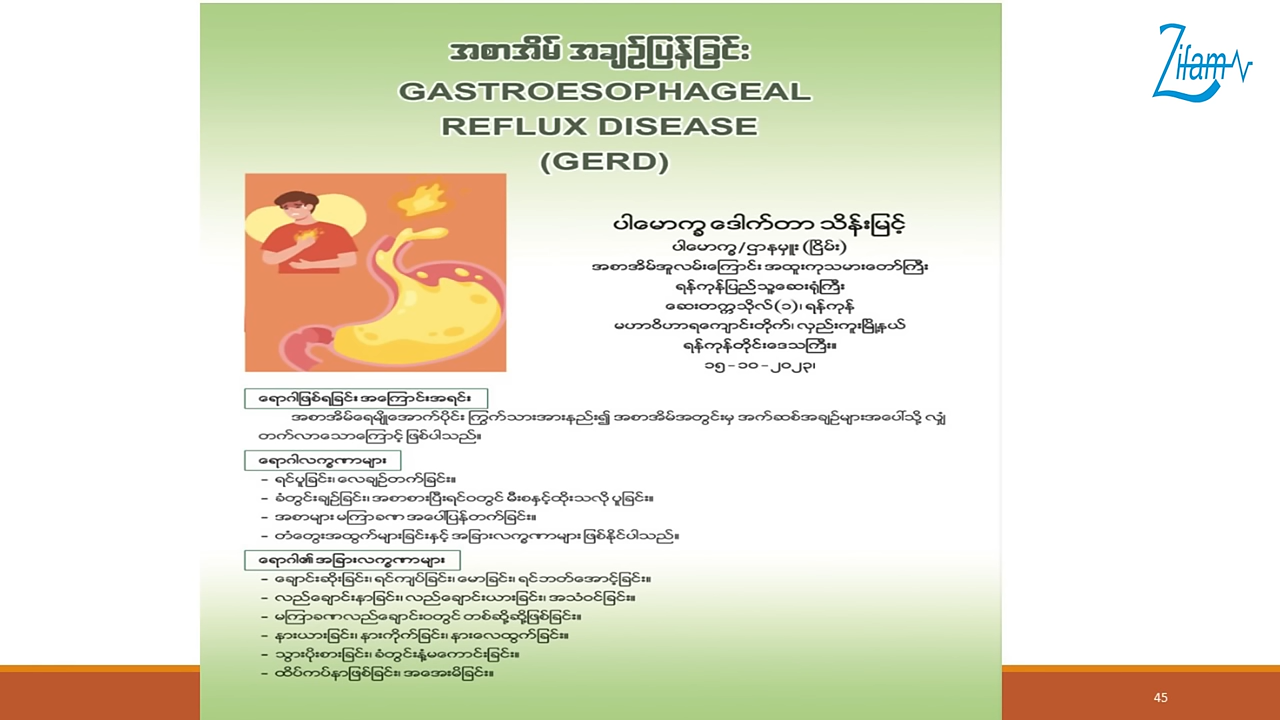 Zifam
အစာအိမ် အချဉ်ပြန်ခြင်း
GASTROESOPHAGEAL
REFLUX DISEASE
(GERD)
ပါမောက္ခ ဒေါက်တာ သိန်းမြင့်
ပါမောက္ခ/ဌာနမှူး (ငြိမ်း)
အစာအိမ်အူလမ်းကြောင်း အထူးကုသမားတော်ကြီး
ရန်ကုန်ပြည်သူ့ဆေးရုံကြီး
ဆေးတက္ကသိုလ်(၁)၊ ရန်ကုန်
မဟာဝိဟာရကျောင်းတိုက်၊ လှည်းကူးမြို့နယ်
ရန်ကုန်တိုင်းဒေသကြီး။
၁၅-၁၀-၂၀၂၃၊
ရောဂါဖြစ်ရခြင်း အကြောင်းအရင်း
အစာအိမ်ရေမျိုအောက်ပိုင်း ကြွက်သားအားနည်း၍ အစာအိမ်အတွင်းမှ အက်ဆစ်အချဉ်များအပေါ်သို့ လျှံ
တက်လာသောကြောင့် ဖြစ်ပါသည်။
ရောဂါလက္ခဏာများ
- ရင်ပူခြင်း၊ လေချဉ်တက်ခြင်း။
- ခံတွင်းချဉ်ခြင်း၊ အစာစားပြီးရင်ဝတွင် မီးစနှင့်ထိုးသလို ပူခြင်း။
- အစာများ မကြာခဏ အပေါ်ပြန်တက်ခြင်း။
- တံတွေးအထွက်များခြင်းနှင့် အခြားလက္ခဏာများ ဖြစ်နိုင်ပါသည်။
ရောဂါ၏ အခြားလက္ခဏာများ
- ချောင်းဆိုးခြင်း၊ ရင်ကျပ်ခြင်း၊ မောခြင်း၊ ရင်ဘတ်အောင့်ခြင်း။
- လည်ချောင်းနာခြင်း၊ လည်ချောင်းယားခြင်း၊ အသံဝင်ခြင်း။
- မကြာခဏလည်ချောင်းဝတွင် တစ်ဆို့ဆို့ဖြစ်ခြင်း။
- နားယားခြင်း၊ နားကိုက်ခြင်း၊ နားလေထွက်ခြင်း။
- သွားပိုးစားခြင်း၊ ခံတွင်းနံ့မကောင်းခြင်း။
- ထိပ်ကပ်နာဖြစ်ခြင်း၊ အအေးမိခြင်း။
45